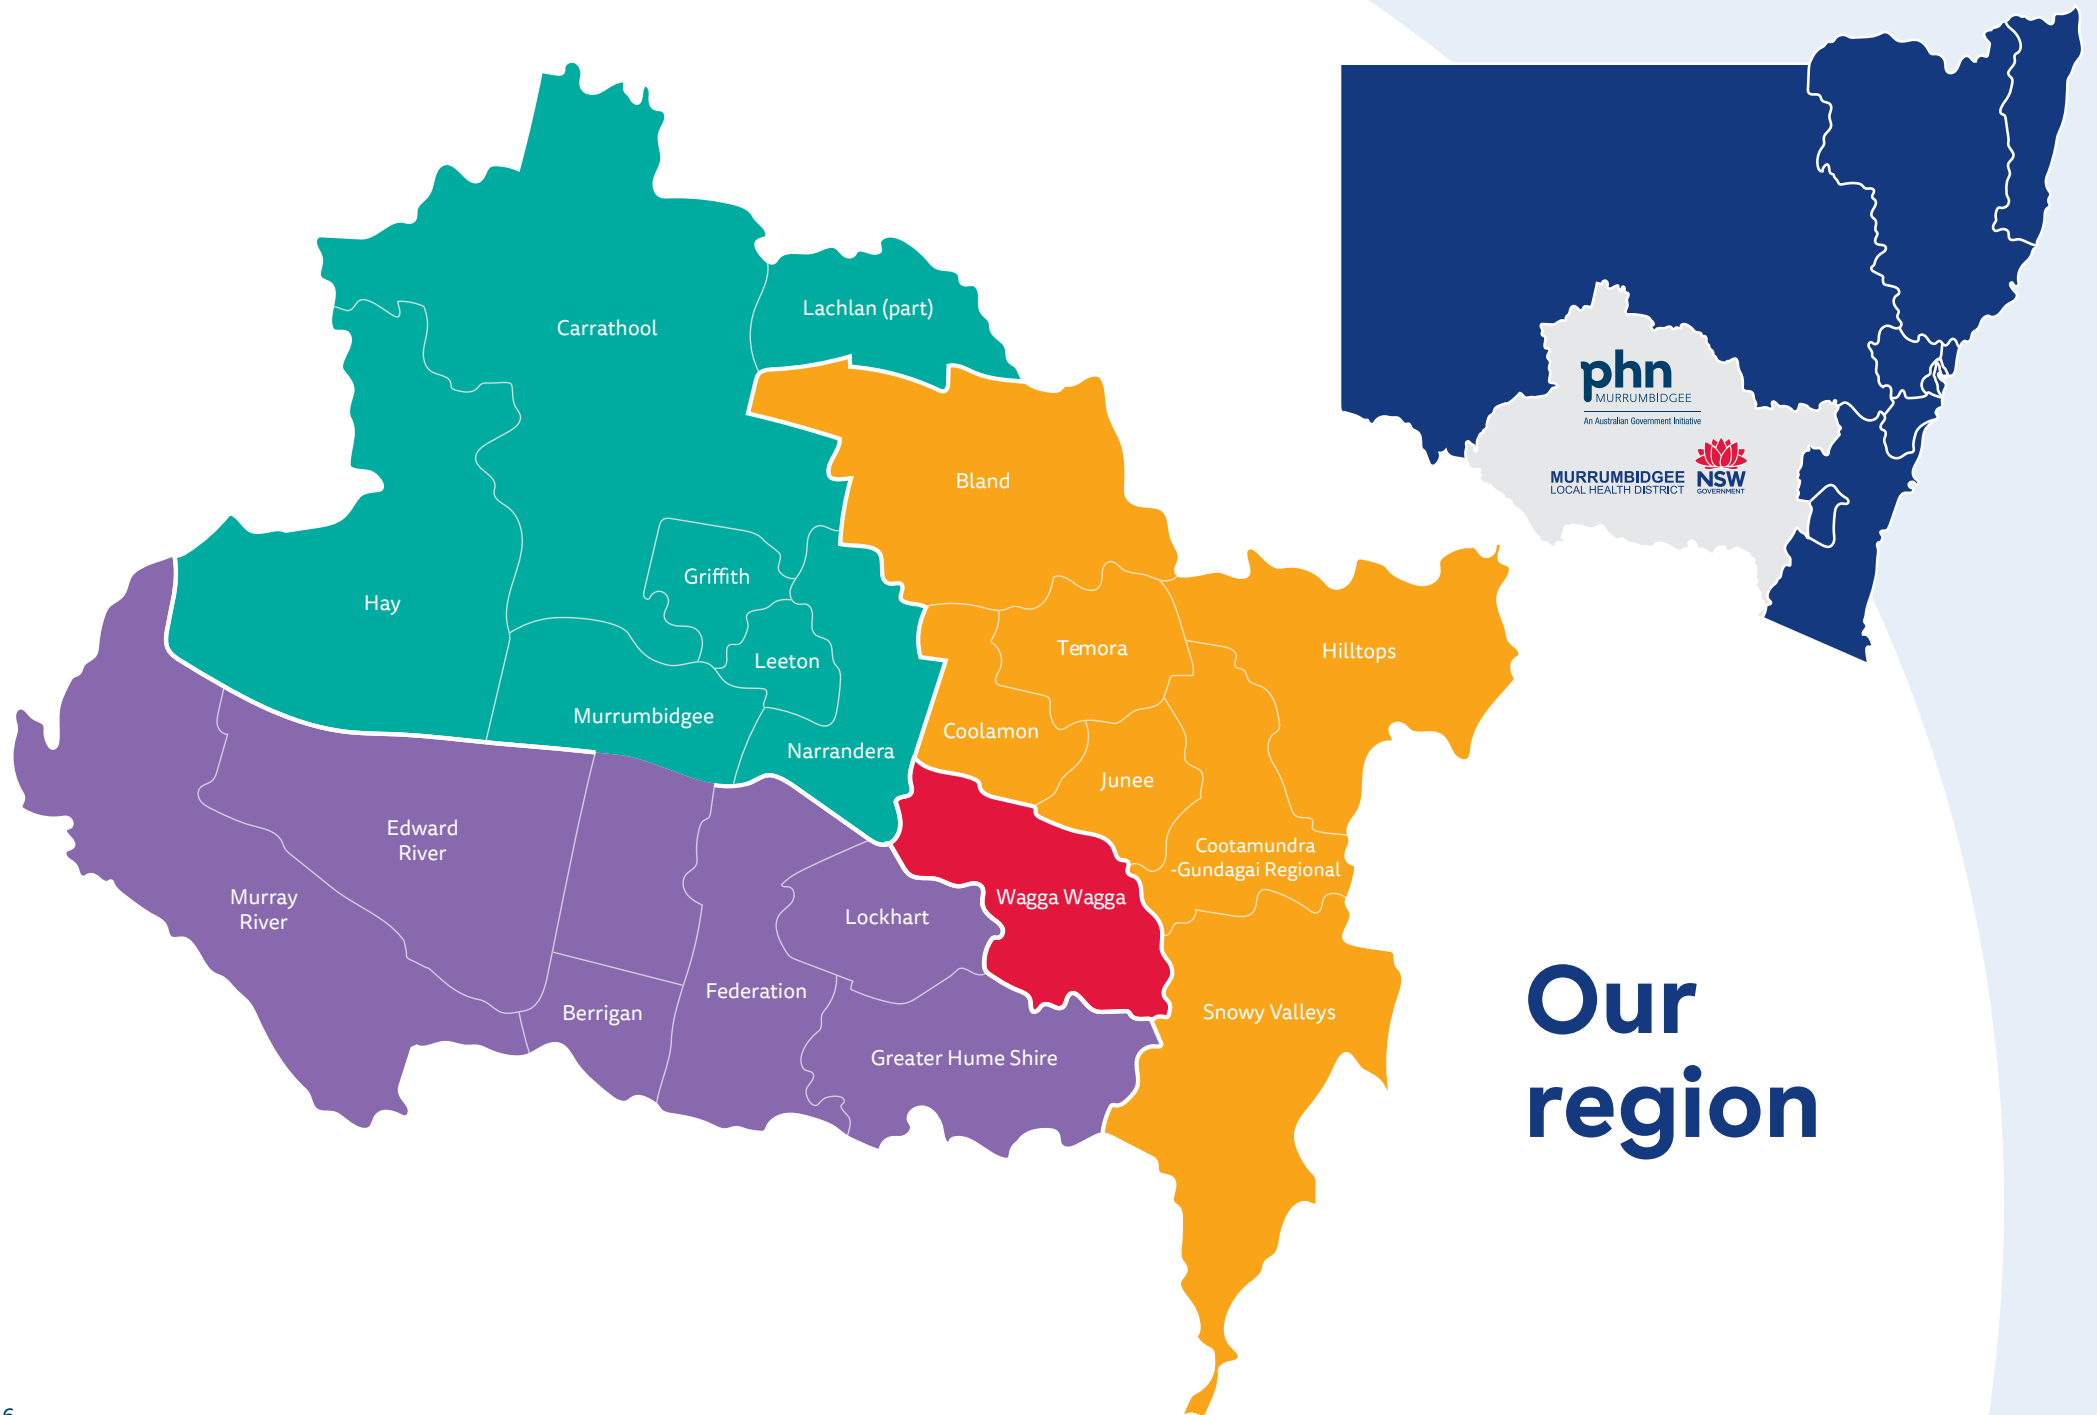 Carrathool
Lachlan (part)
Bland
Griffith
Hay
Leeton
Murrumbidgee
Narrandera
Temora
Hilltops
Coolamon
Junee
Cootamundra
-Gundagai Regional
Edward
River
Murray
River
Wagga Wagga
Lockhart
Federation
Berrigan
Snowy Valleys
Greater Hume Shire
phn
MURRUMBIDGEE
An Australian Government Initiative
MURRUMBIDGEE
LOCAL HEALTH DISTRICT
NSW
GOVERNMENT
Our
region
6